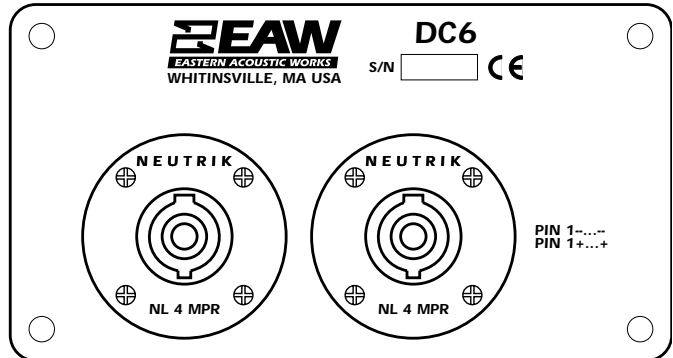 EAW
EASTERN ACOUSTIC WORKS
WHITINSVILLE, MA USA
DC6
S/N CE
NEUTRIK
NL 4 MPR
NEUTRIK
NL 4 MPR
PIN 1--...--
PIN 1+...+